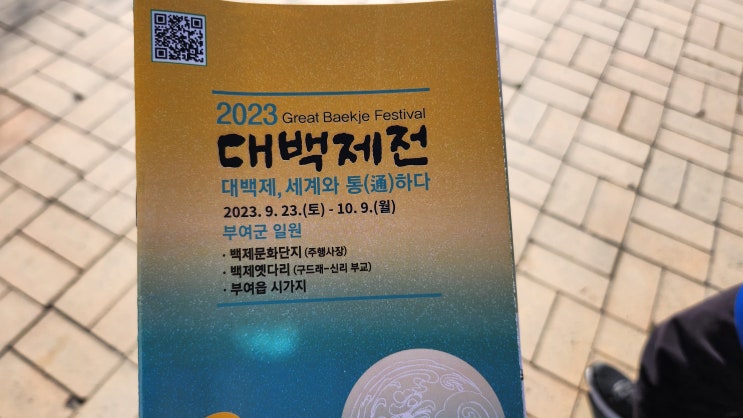 2023 Great Baekje Festival
대백제전
대백제, 세계와 통(通)하다
2023. 9. 23.(토) - 10. 9.(월)
부여군 일원
· 백제문화단지 (주행사장)
· 백제옛다리 (구드래-신리 부교)
· 부여읍 시가지